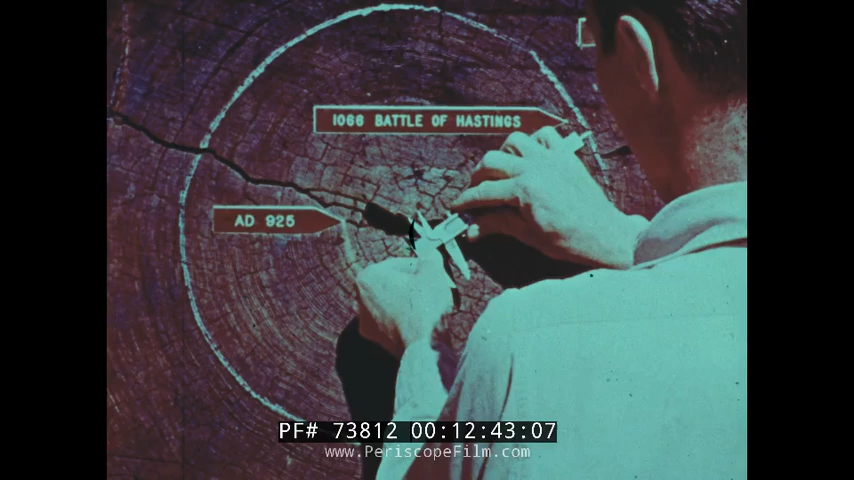 1066 BATTLE OF HASTINGS
AD 925
PF# 73812 00:12:43:07
www.PeriscopeFilm.com